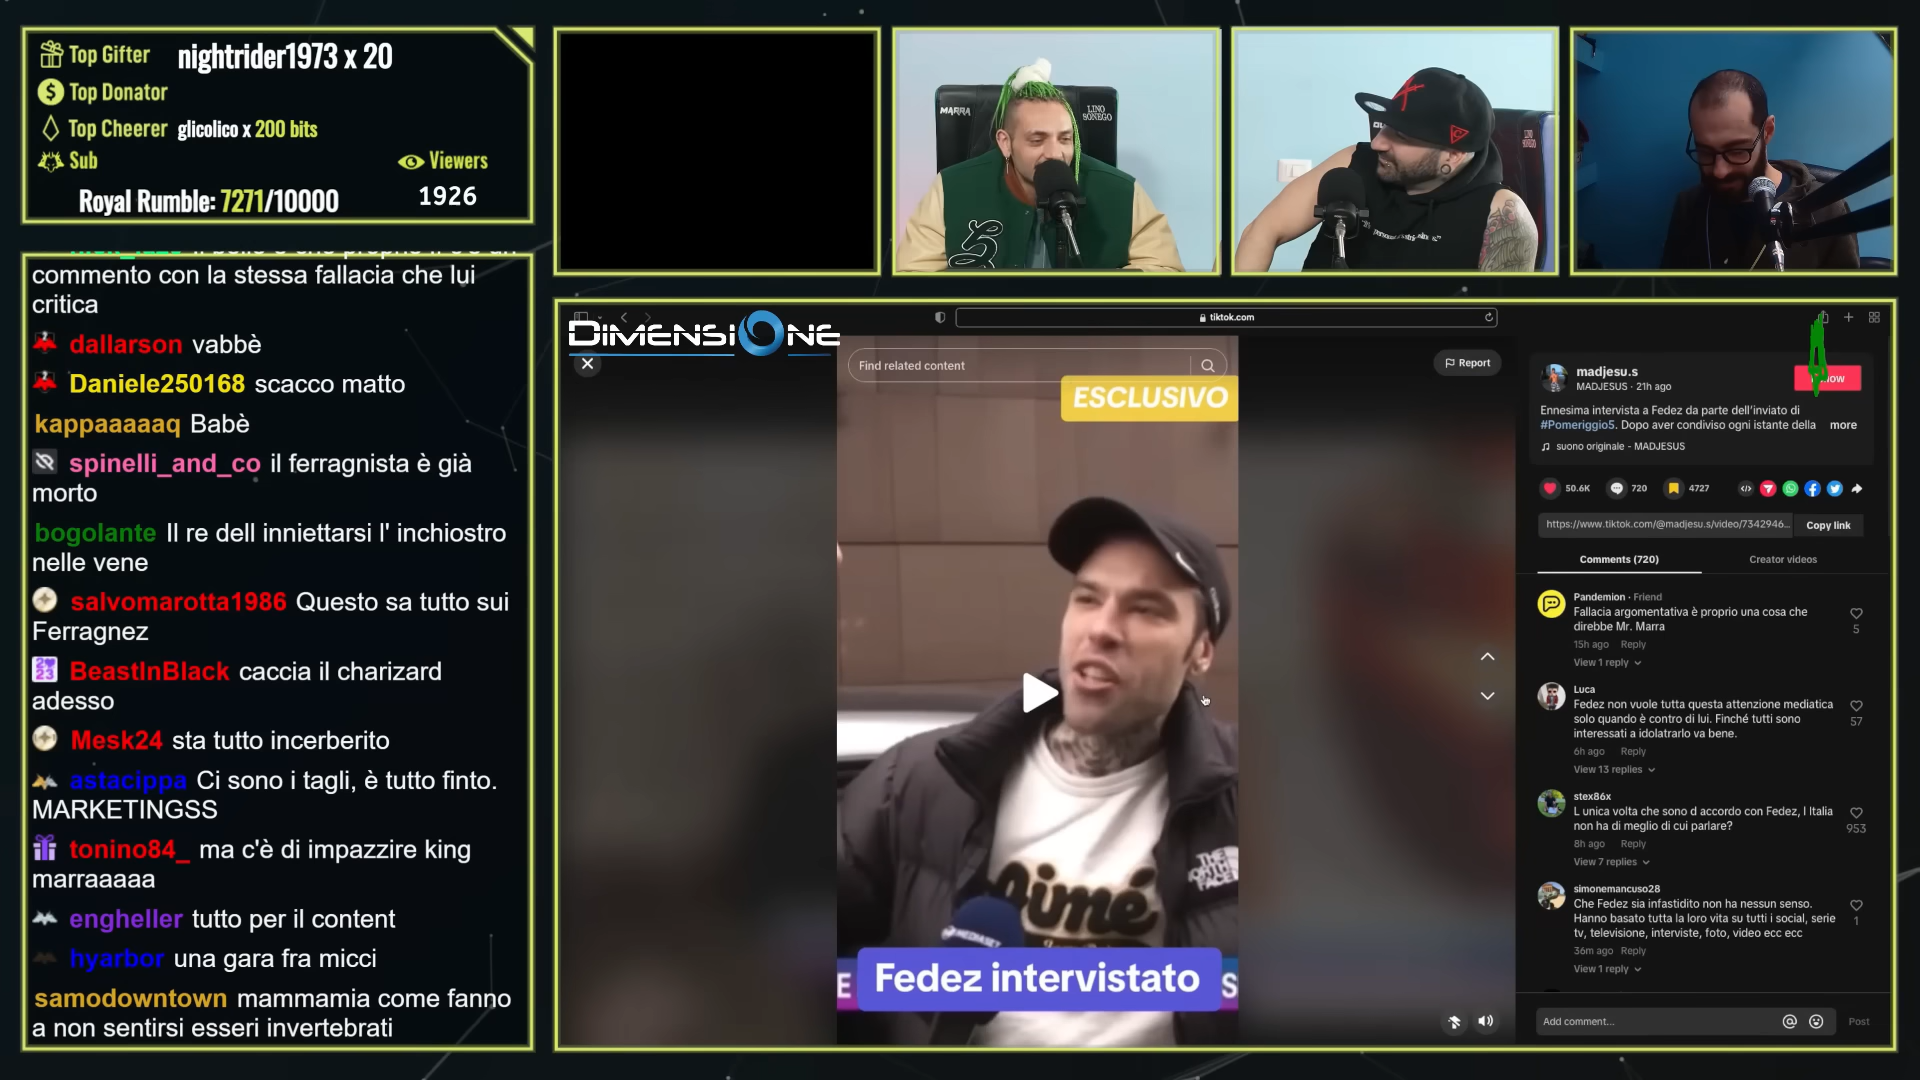 Top Gifter nightrider1973 x 20
Top Donator
Top Cheerer glicolico x 200 bits
Sub
Viewers
Royal Rumble: 7271/10000
1926
commento con la stessa fallacia che lui
critica
dallarson vabbè
Daniele250168 scacco matto
kappaaaaaq Babè
spinelli_and_co il ferragnista è già
morto
bogolante Il re dell inniettarsi l' inchiostro
nelle vene
salvomarotta1986 Questo sa tutto sui
Ferragnez
BeastInBlack caccia il charizard
adesso
Mesk24 sta tutto incerberito
astacippa Ci sono i tagli, è tutto finto.
MARKETINGSS
tonino84_ ma c'è di impazzire king
marraaaaa
engheller tutto per il content
hyarbor una gara fra micci
samodowntown mammamia come fanno
a non sentirsi esseri invertebrati
MARRA
LINO
SONEGO
DIMENSIONE
tiktok.com
Find related content
Report
ESCLUSIVO
THE
NORTH
FACE
Aimé
MEDIASET
Fedez intervistato
madjesu.s
MADJESUS · 21h ago
Ennesima intervista a Fedez da parte dell'inviato di
#Pomeriggio5. Dopo aver condiviso ogni istante della more
suono originale - MADJESUS
50.6K
720
4727
https://www.tiktok.com/@madjesu.s/video/7342946...
Copy link
Comments (720)
Creator videos
Pandemion · Friend
Fallacia argomentativa è proprio una cosa che
direbbe Mr. Marra
5
15h ago Reply
View 1 reply
Luca
Fedez non vuole tutta questa attenzione mediatica
solo quando è contro di lui. Finché tutti sono
interessati a idolatrarlo va bene.
57
6h ago Reply
View 13 replies
stex86x
L unica volta che sono d accordo con Fedez, l Italia
non ha di meglio di cui parlare?
953
8h ago Reply
View 7 replies
simonemancuso28
Che Fedez sia infastidito non ha nessun senso.
Hanno basato tutta la loro vita su tutti i social, serie
tv, televisione, interviste, foto, video ecc ecc
1
36m ago Reply
View 1 reply
Add comment...
Post